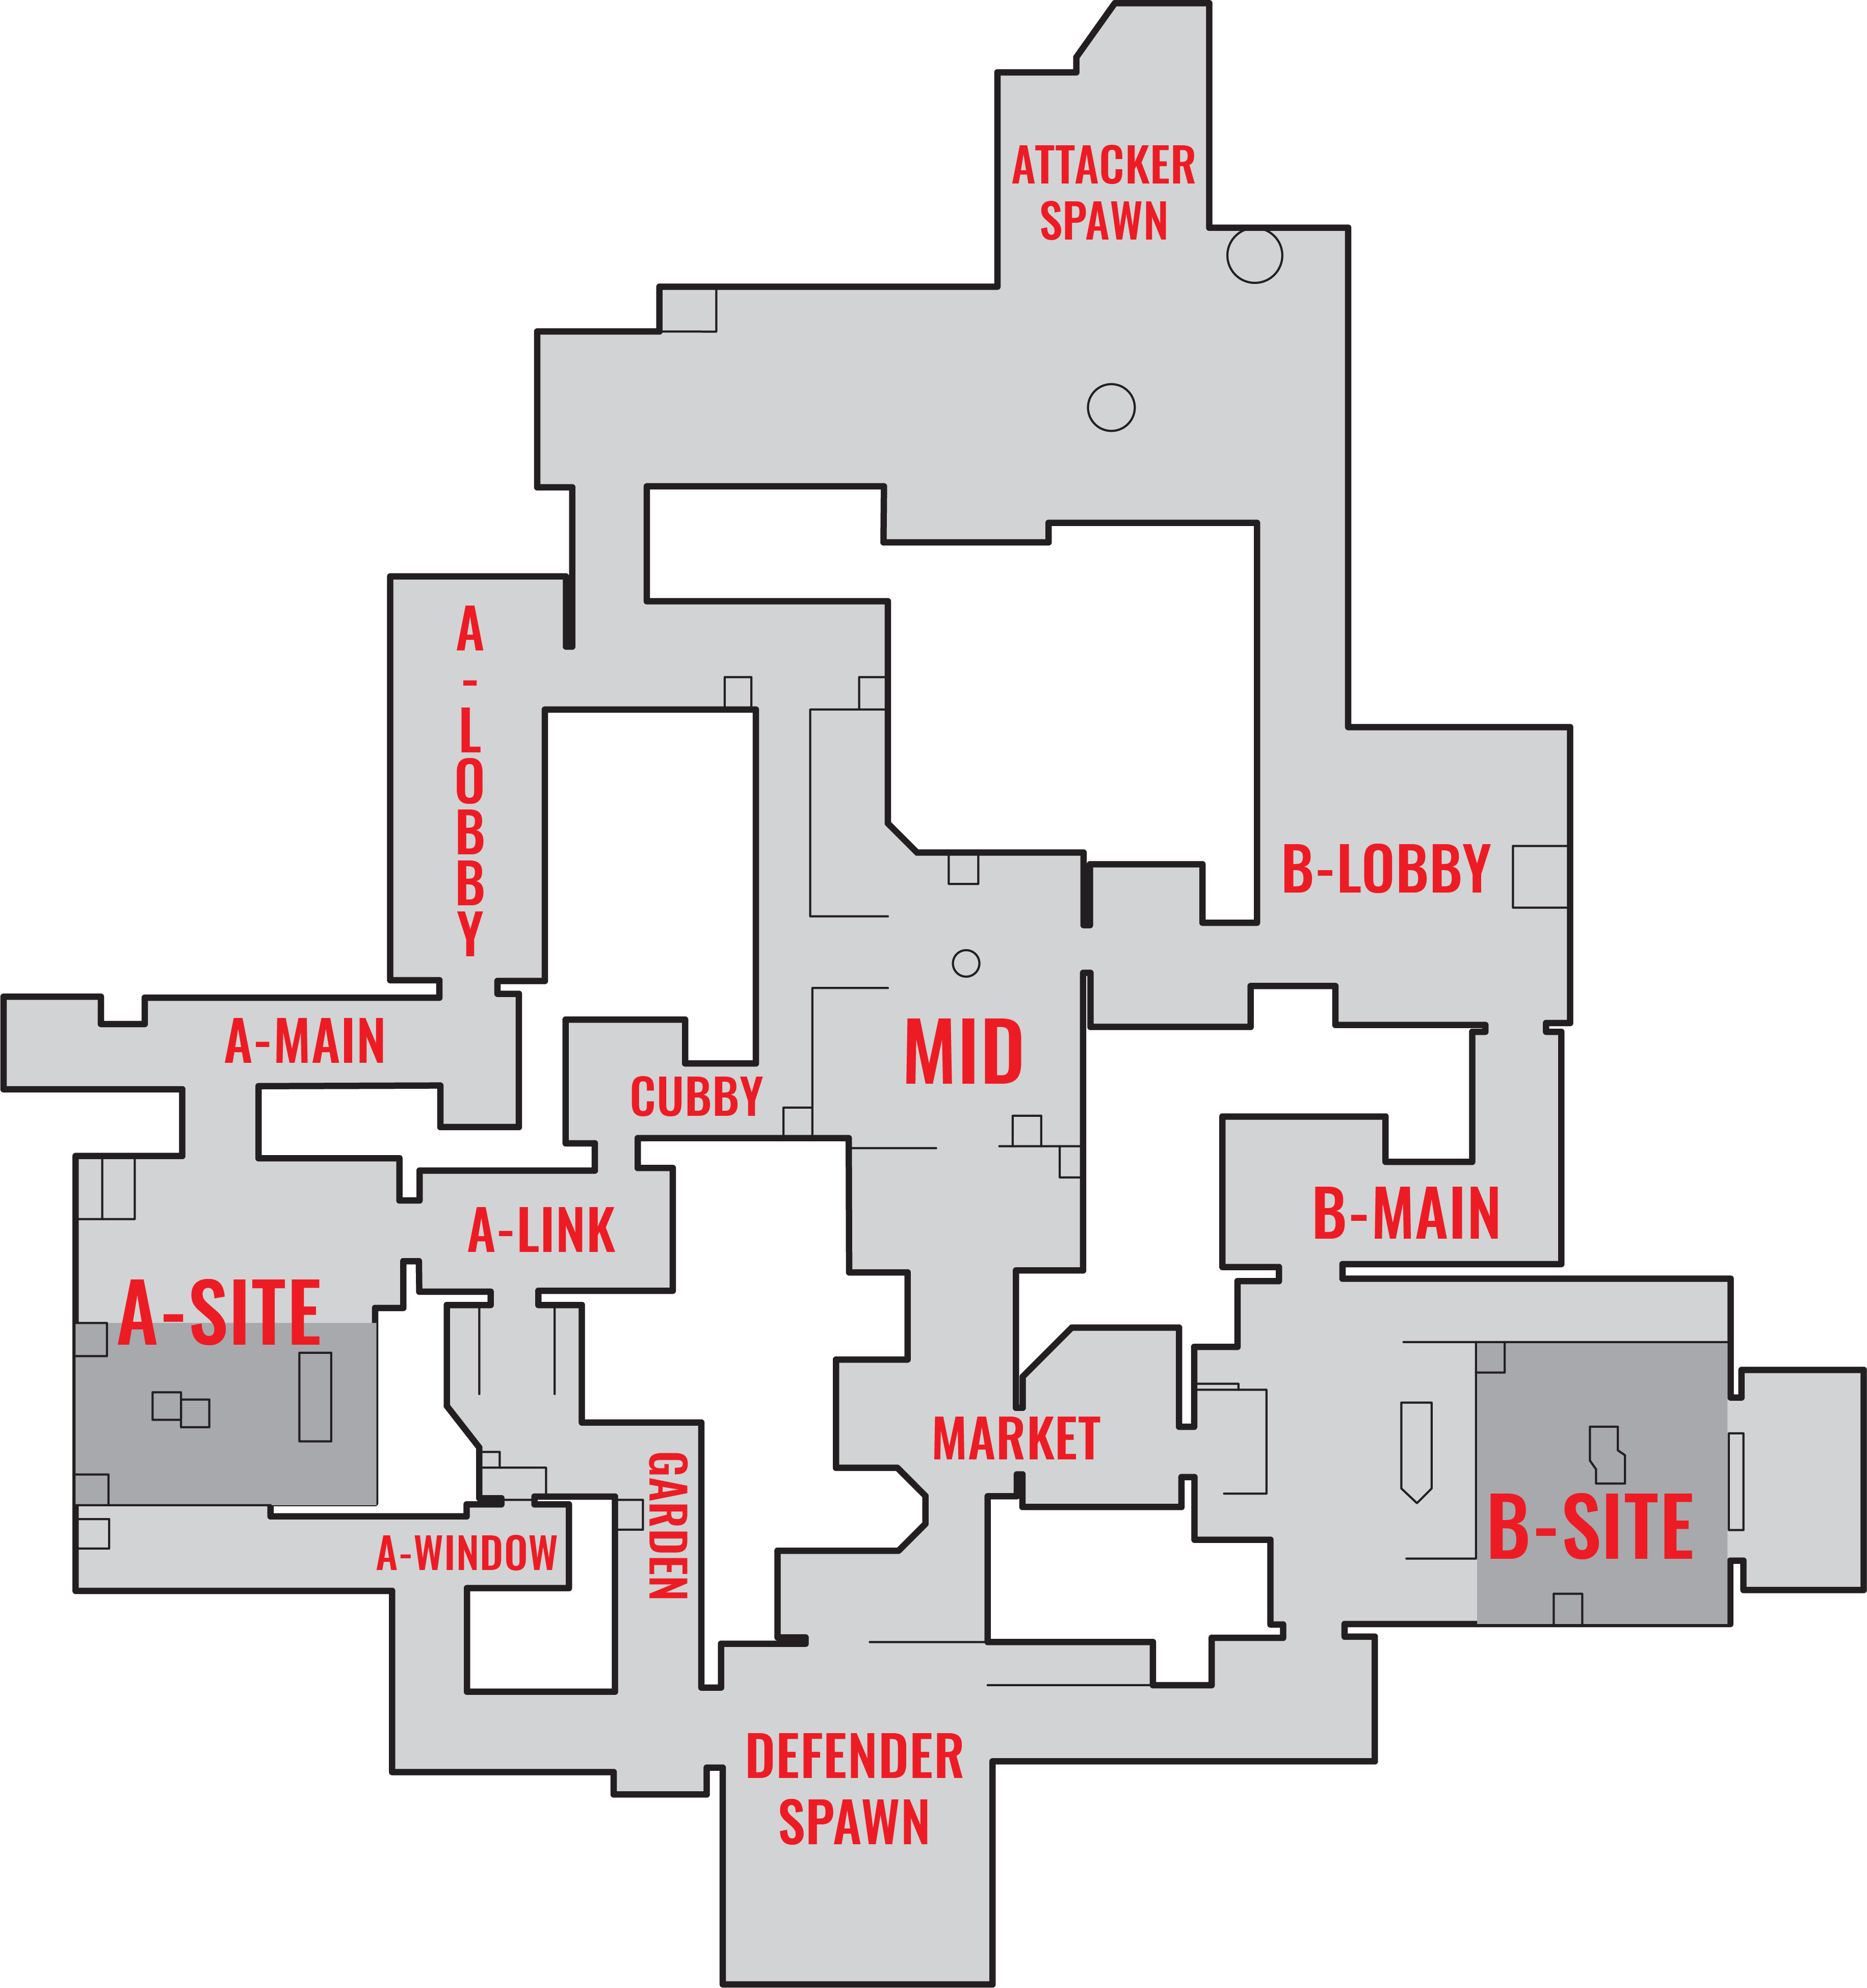 ATTACKER
SPAWN
A-LOBBY
B-LOBBY
A-MAIN
MID
CUBBY
B-MAIN
A-LINK
A-SITE
MARKET
GARDEN
B-SITE
A-WINDOW
DEFENDER
SPAWN